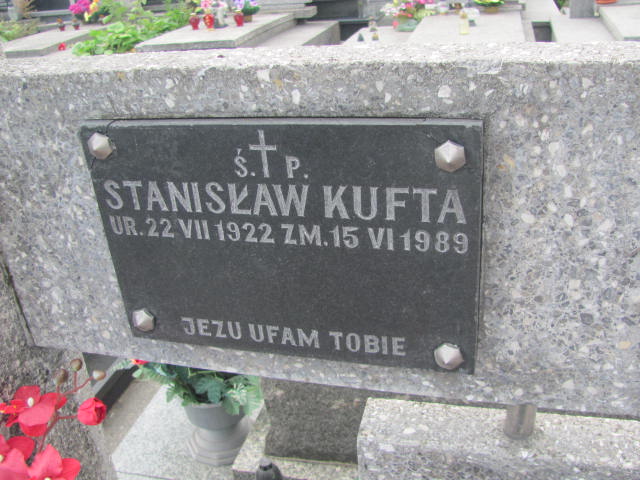 Ś. P.
STANISŁAW KUFTA
UR. 22 VII 1922 ZM. 15 VI 1989
JEZU UFAM TOBIE